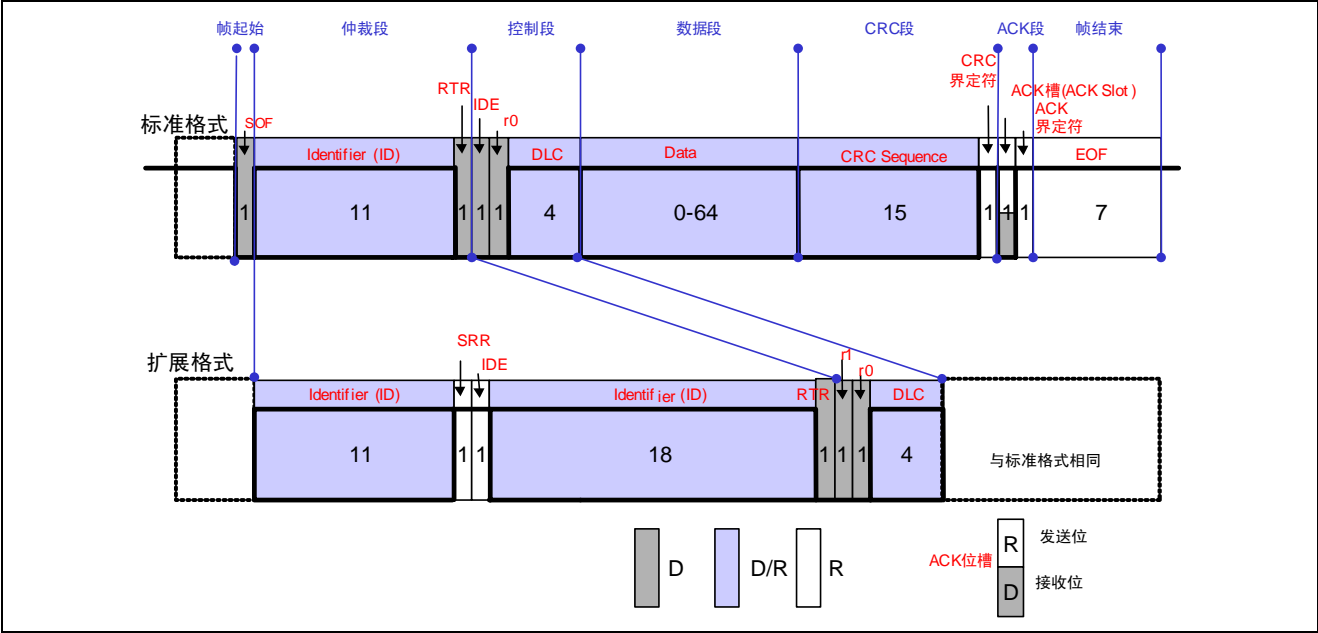 帧起始 仲裁段 控制段 数据段 CRC段 ACK段 帧结束
CRC
界定符
RTR
IDE
r0
ACK槽(ACK Slot)
ACK
界定符
标准格式
SOF
Identifier (ID) DLC Data CRC Sequence EOF
1 11 1 1 1 4 0-64 15 1 1 1 7
扩展格式
SRR
IDE
r1
r0
Identifier (ID) Identifier (ID) RTR DLC
11 1 1 18 1 1 1 4 与标准格式相同
D D/R R
ACK位槽
R 发送位
D 接收位